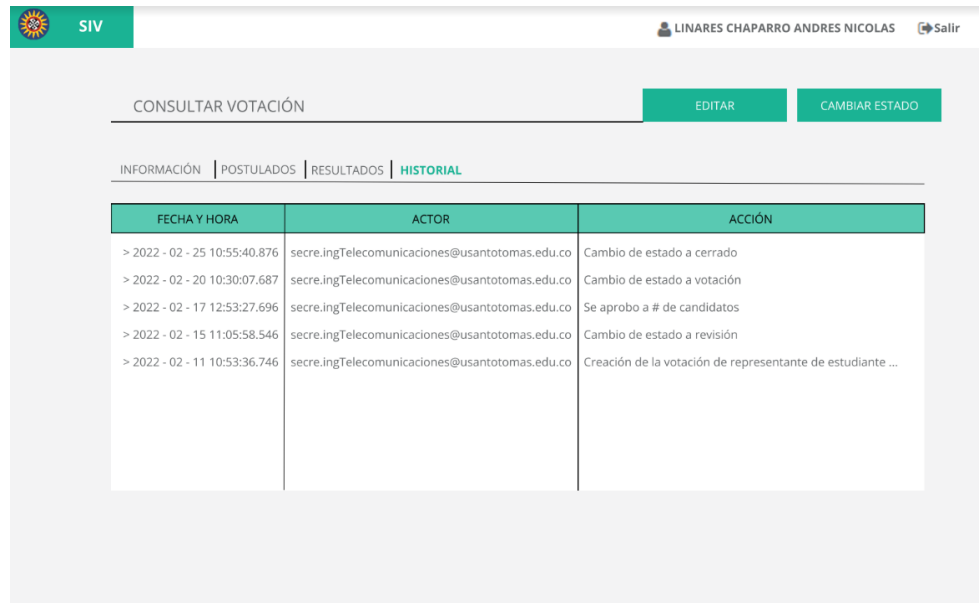 SIV LINARES CHAPARRO ANDRES NICOLAS Salir
CONSULTAR VOTACIÓN EDITAR CAMBIAR ESTADO
INFORMACIÓN POSTULADOS RESULTADOS HISTORIAL
FECHA Y HORA ACTOR ACCIÓN
> 2022 - 02 - 25 10:55:40.876 secre.ingTelecomunicaciones@usantotomas.edu.co Cambio de estado a cerrado
> 2022 - 02 - 20 10:30:07.687 secre.ingTelecomunicaciones@usantotomas.edu.co Cambio de estado a votación
> 2022 - 02 - 17 12:53:27.696 secre.ingTelecomunicaciones@usantotomas.edu.co Se aprobo a # de candidatos
> 2022 - 02 - 15 11:05:58.546 secre.ingTelecomunicaciones@usantotomas.edu.co Cambio de estado a revisión
> 2022 - 02 - 11 10:53:36.746 secre.ingTelecomunicaciones@usantotomas.edu.co Creación de la votación de representante de estudiante ...